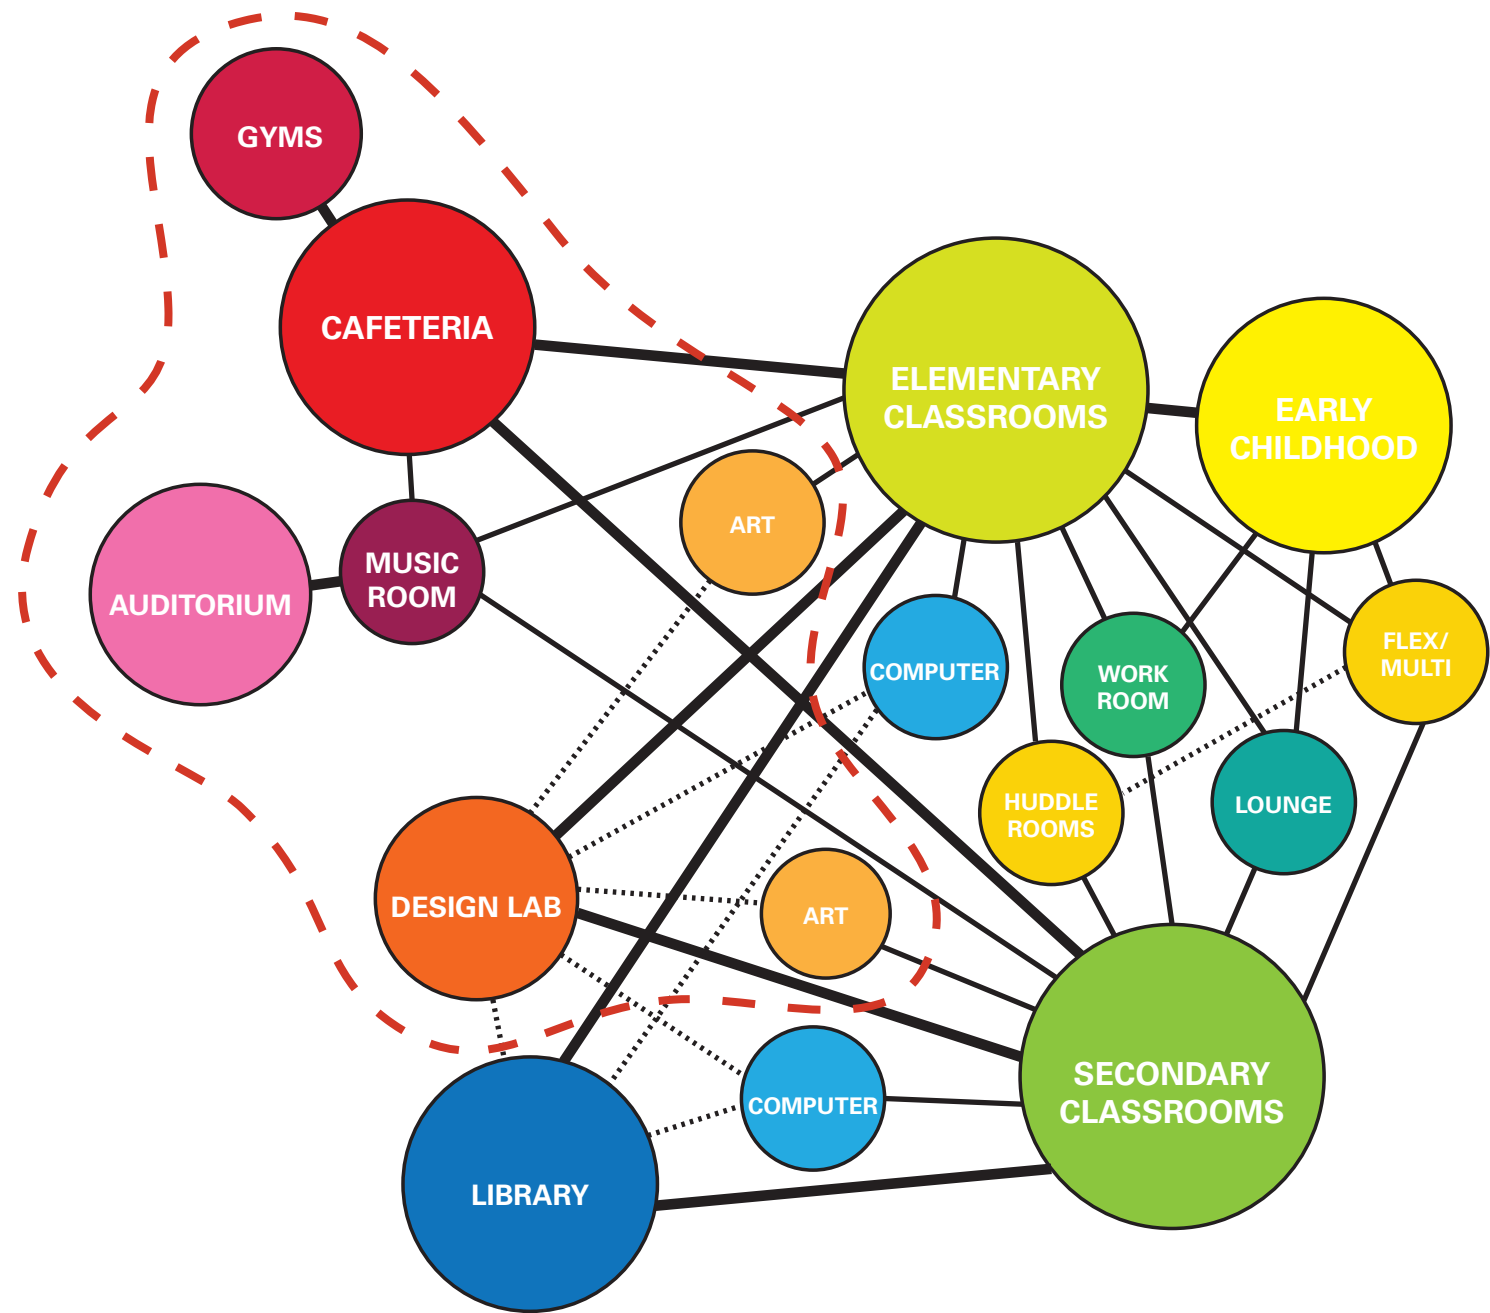 GYMS
CAFETERIA
ELEMENTARY
CLASSROOMS
EARLY
CHILDHOOD
ART
MUSIC
ROOM
AUDITORIUM
COMPUTER
WORK
ROOM
FLEX/
MULTI
HUDDLE
ROOMS
LOUNGE
DESIGN LAB
ART
SECONDARY
CLASSROOMS
COMPUTER
LIBRARY